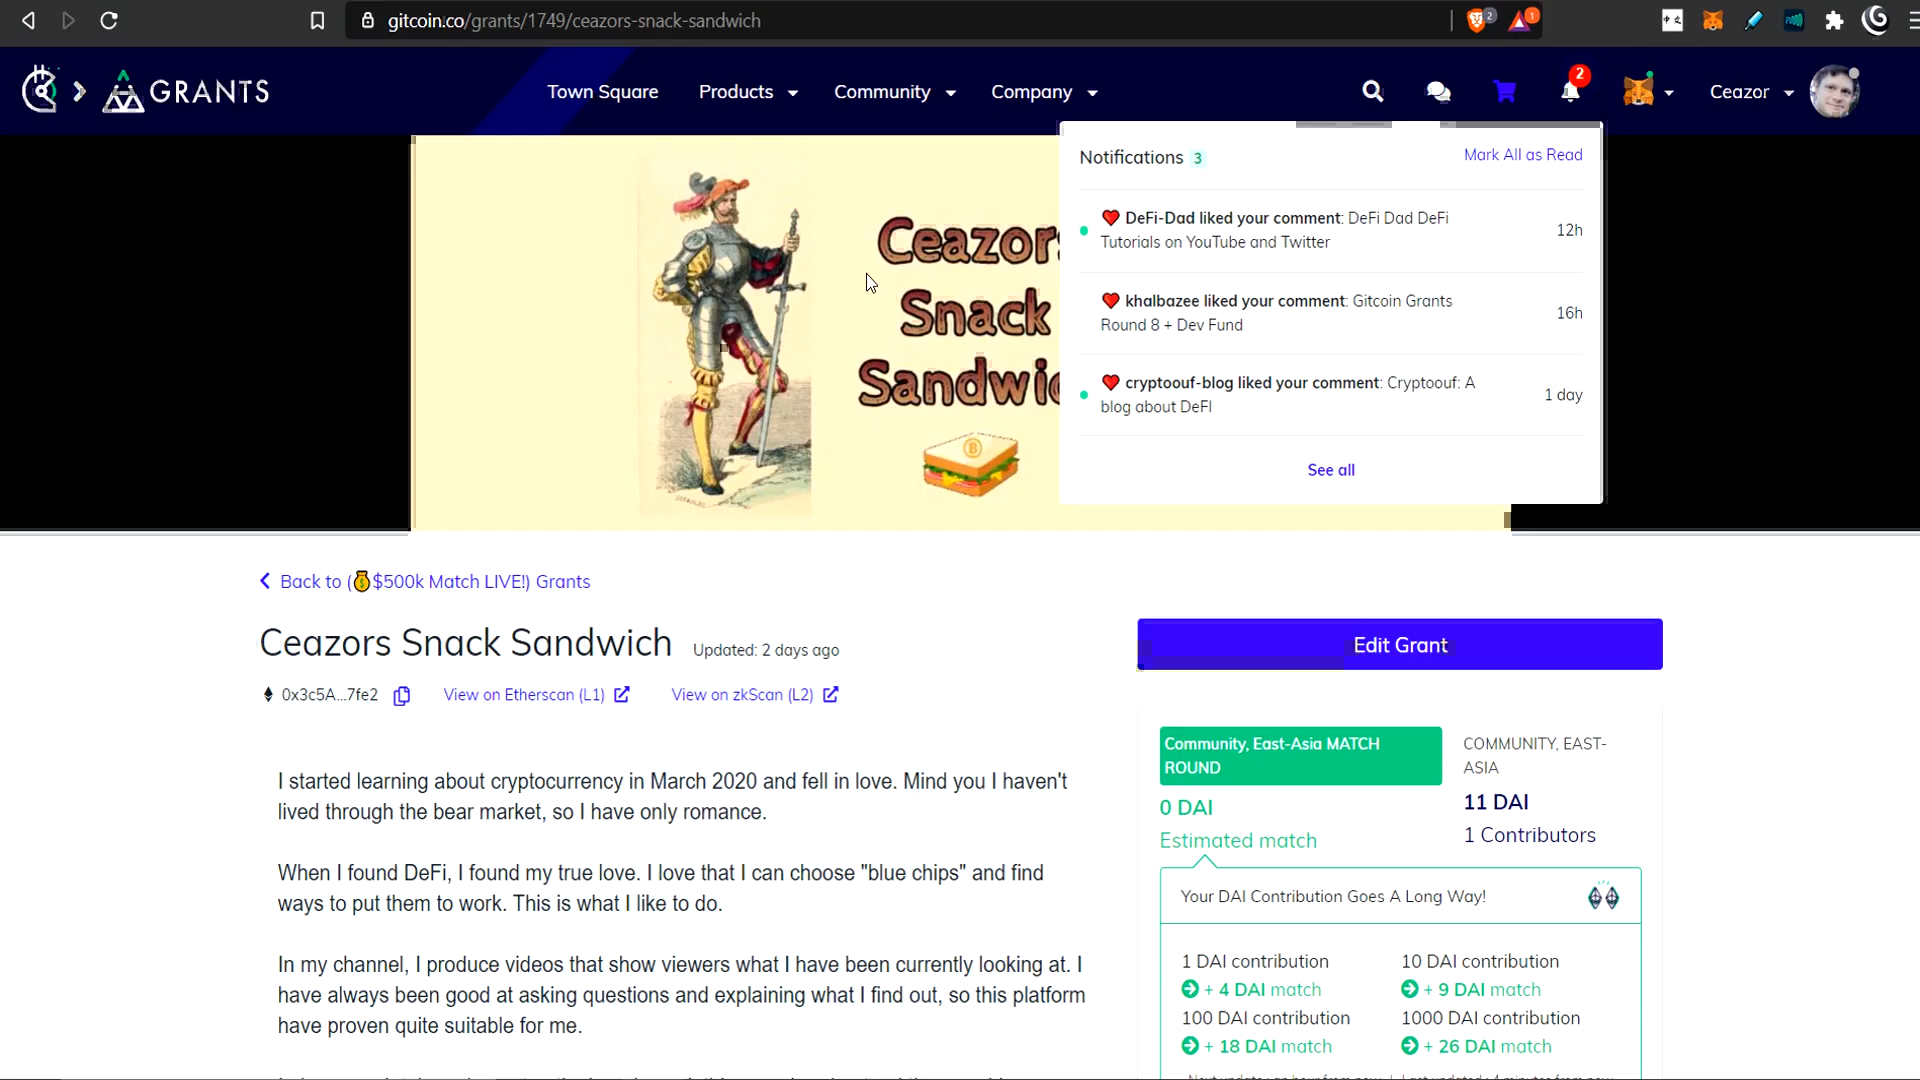 gitcoin.co/grants/1749/ceazors-snack-sandwich
2
1
GRANTS
Town Square
Products
Community
Company
2
Ceazor
Ceazors
Snack
Notifications 3
Mark All as Read
DeFi-Dad liked your comment: DeFi Dad DeFi
Tutorials on YouTube and Twitter
12h
khalbazee liked your comment: Gitcoin Grants
Round 8 + Dev Fund
16h
cryptoouf-blog liked your comment: Cryptoouf: A
blog about DeFI
1 day
See all
Back to (💰$500k Match LIVE!) Grants
Ceazors Snack Sandwich
Updated: 2 days ago
0x3c5A...7fe2
View on Etherscan (L1)
View on zkScan (L2)
I started learning about cryptocurrency in March 2020 and fell in love. Mind you I haven't
lived through the bear market, so I have only romance.
When I found DeFi, I found my true love. I love that I can choose "blue chips" and find
ways to put them to work. This is what I like to do.
In my channel, I produce videos that show viewers what I have been currently looking at. I
have always been good at asking questions and explaining what I find out, so this platform
have proven quite suitable for me.
Edit Grant
Community, East-Asia MATCH
ROUND
0 DAI
Estimated match
COMMUNITY, EAST-
ASIA
11 DAI
1 Contributors
Your DAI Contribution Goes A Long Way!
1 DAI contribution
+ 4 DAI match
10 DAI contribution
+ 9 DAI match
100 DAI contribution
+ 18 DAI match
1000 DAI contribution
+ 26 DAI match